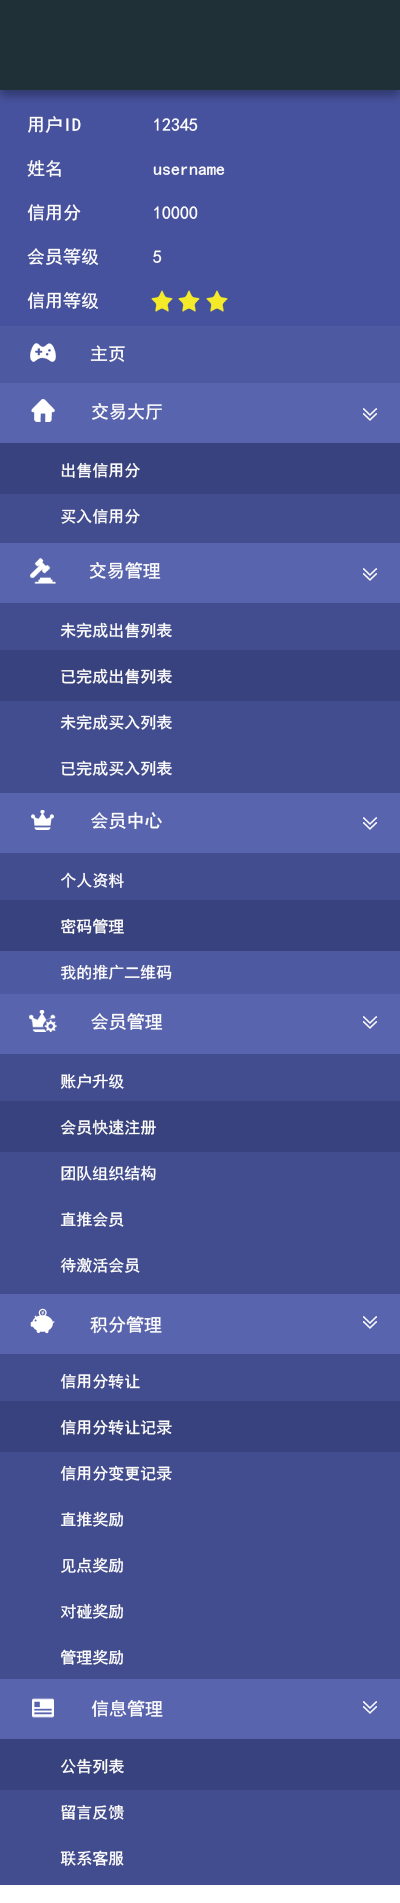 用户ID 12345
姓名 username
信用分 10000
会员等级 5
信用等级
主页
交易大厅
出售信用分
买入信用分
交易管理
未完成出售列表
已完成出售列表
未完成买入列表
已完成买入列表
会员中心
个人资料
密码管理
我的推广二维码
会员管理
账户升级
会员快速注册
团队组织结构
直推会员
待激活会员
积分管理
信用分转让
信用分转让记录
信用分变更记录
直推奖励
见点奖励
对碰奖励
管理奖励
信息管理
公告列表
留言反馈
联系客服